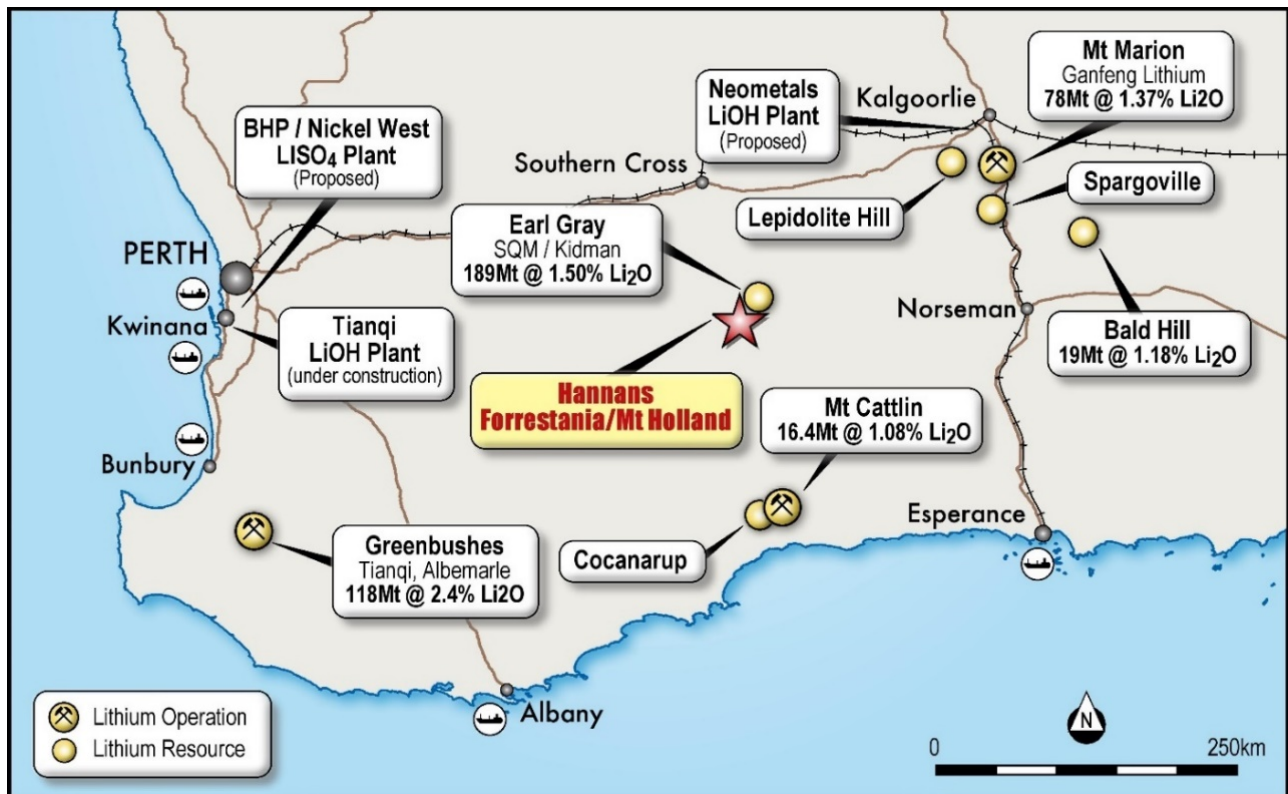 Mt Marion
Ganfeng Lithium
78Mt @ 1.37% Li2O
Neometals
LiOH Plant
(Proposed)
Kalgoorlie
BHP / Nickel West
LISO₄ Plant
(Proposed)
Southern Cross
Spargoville
Lepidolite Hill
Earl Gray
SQM / Kidman
189Mt @ 1.50% Li₂O
PERTH
Kwinana
Norseman
Tianqi
LiOH Plant
(under construction)
Bald Hill
19Mt @ 1.18% Li₂O
Hannans
Forrestania/Mt Holland
Mt Cattlin
16.4Mt @ 1.08% Li₂O
Bunbury
Esperance
Greenbushes
Tianqi, Albemarle
118Mt @ 2.4% Li2O
Cocanarup
Albany
Lithium Operation
Lithium Resource
N
0
250km